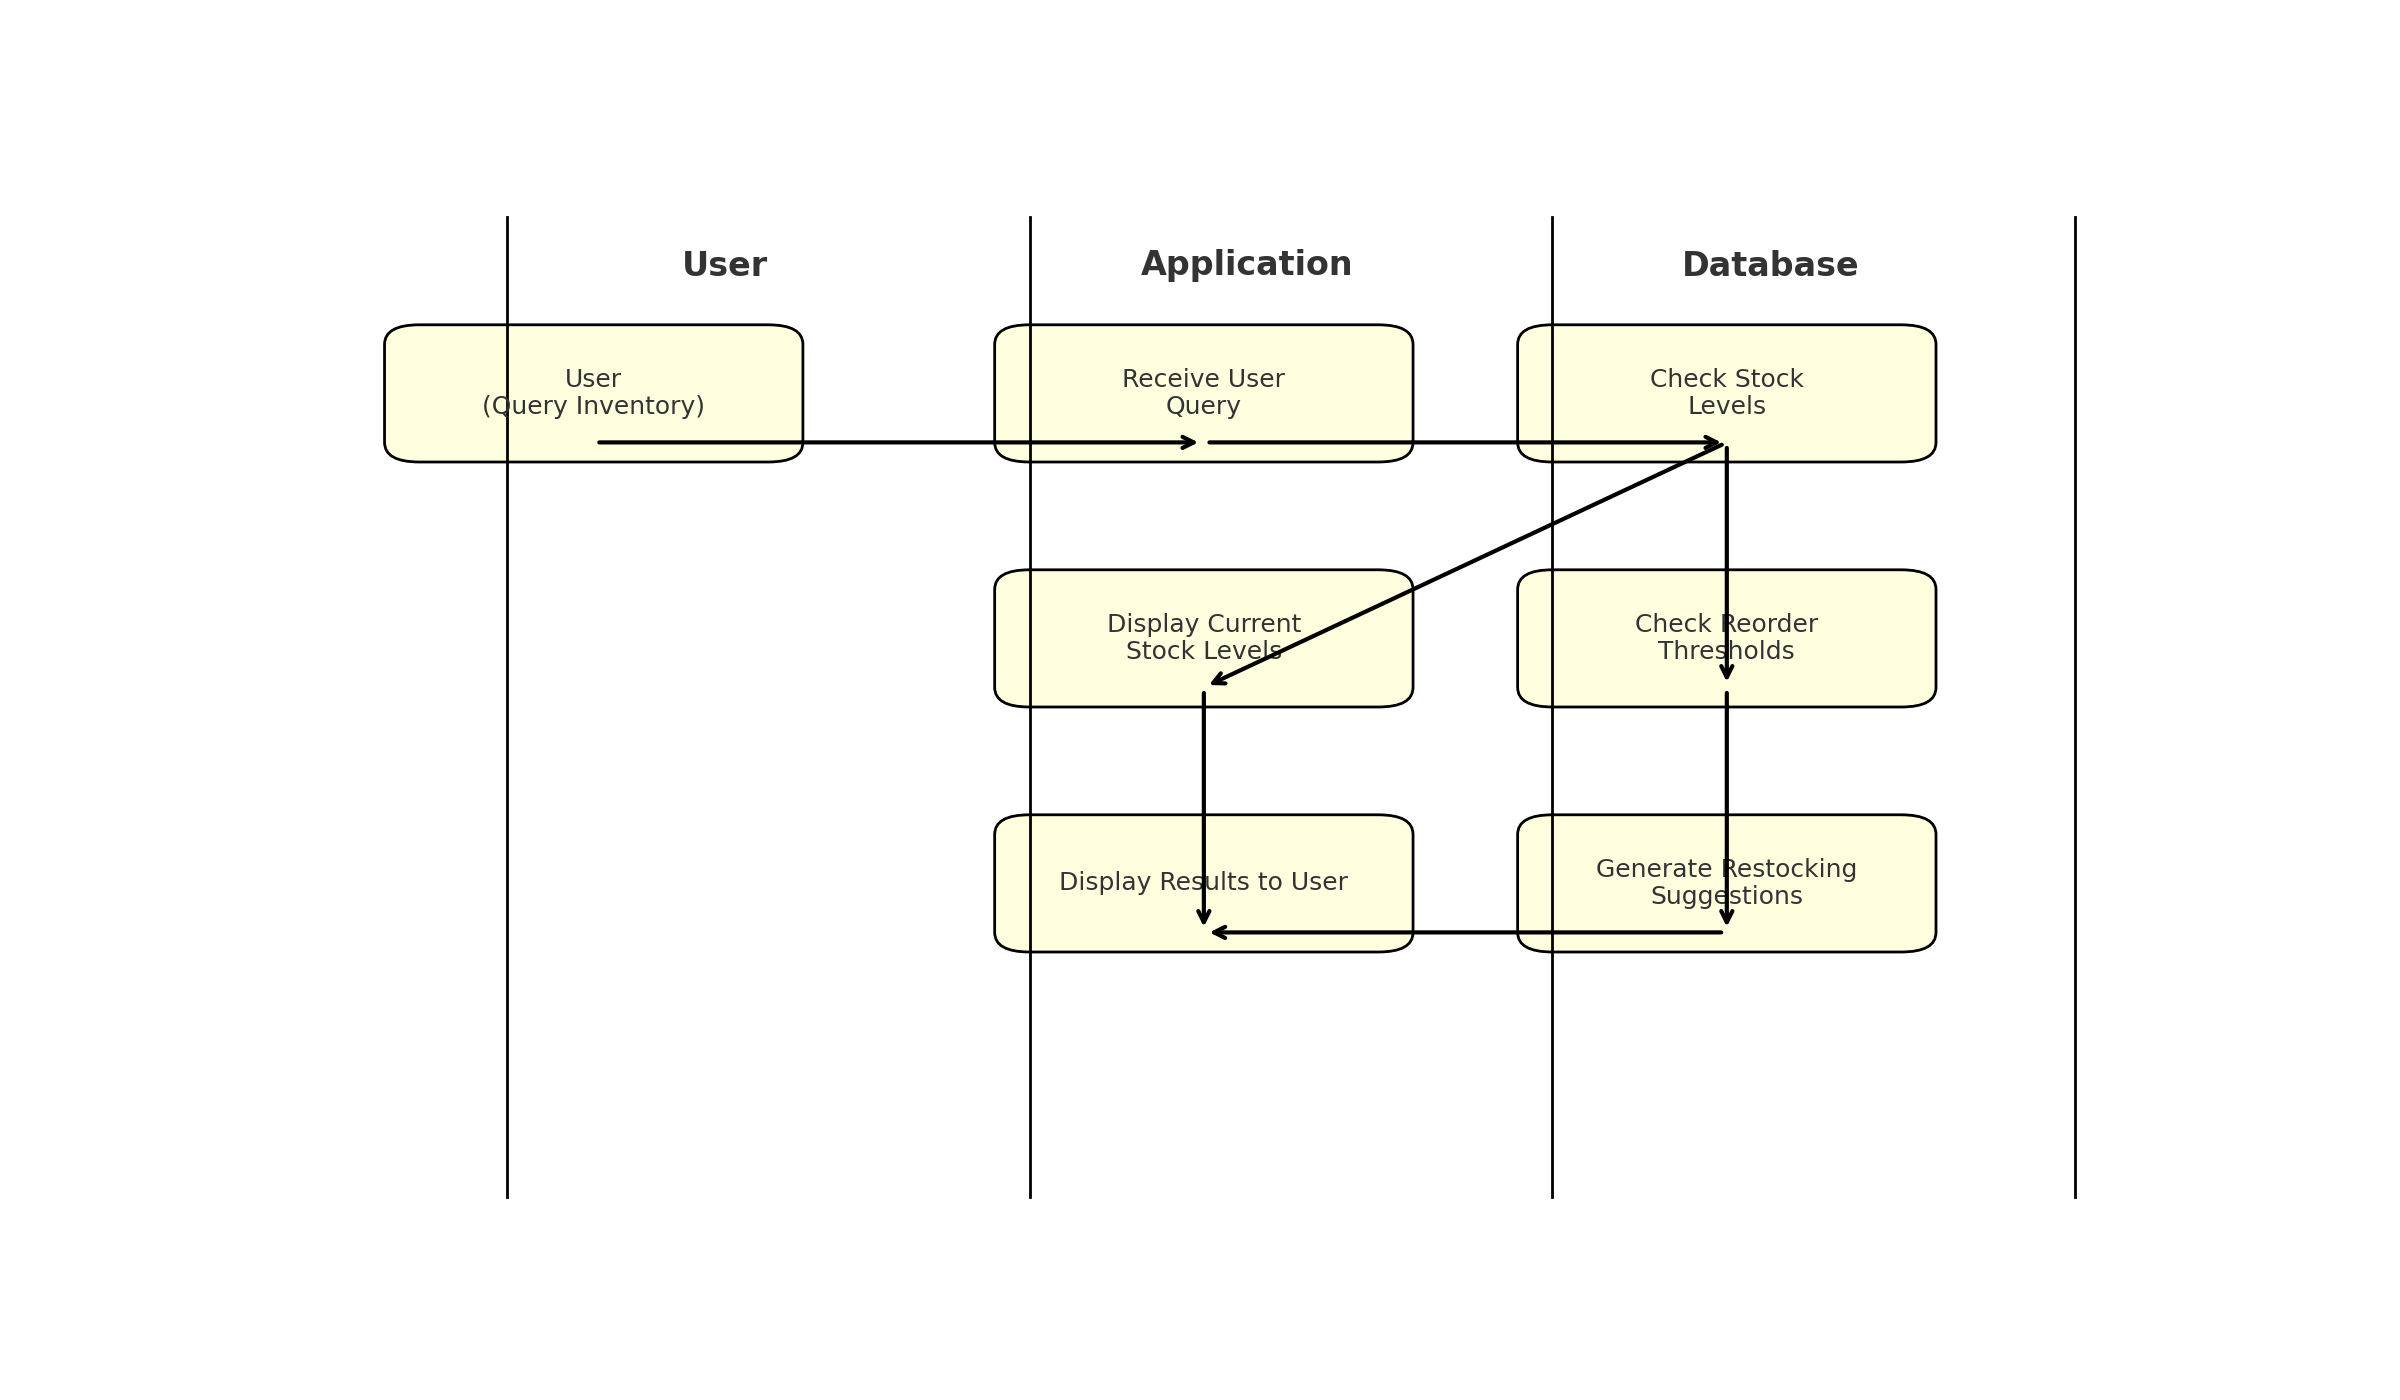 User
Application
Database
User
(Query Inventory)
Receive User
Query
Check Stock
Levels
Display Current
Stock Levels
Check Reorder
Thresholds
Display Results to User
Generate Restocking
Suggestions